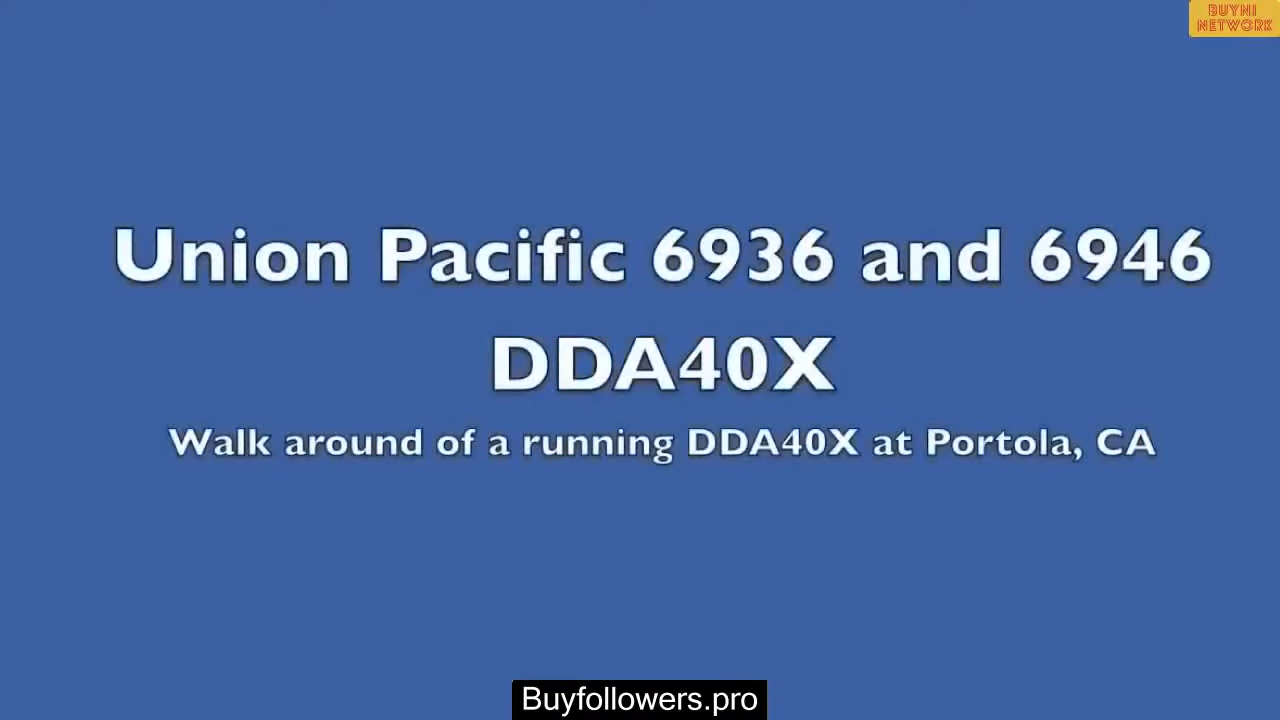 BUYNI
NETWORK
Union Pacific 6936 and 6946
DDA40X
Walk around of a running DDA40X at Portola, CA
Buyfollowers.pro